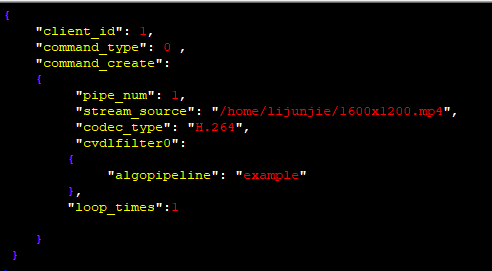 {
"client_id": 1,
"command_type": 0 ,
"command_create":
{
"pipe_num": 1,
"stream_source": "/home/lijunjie/1600x1200.mp4",
"codec_type": "H.264",
"cvdlfilter0":
{
"algopipeline": "example"
},
"loop_times":1
}
}